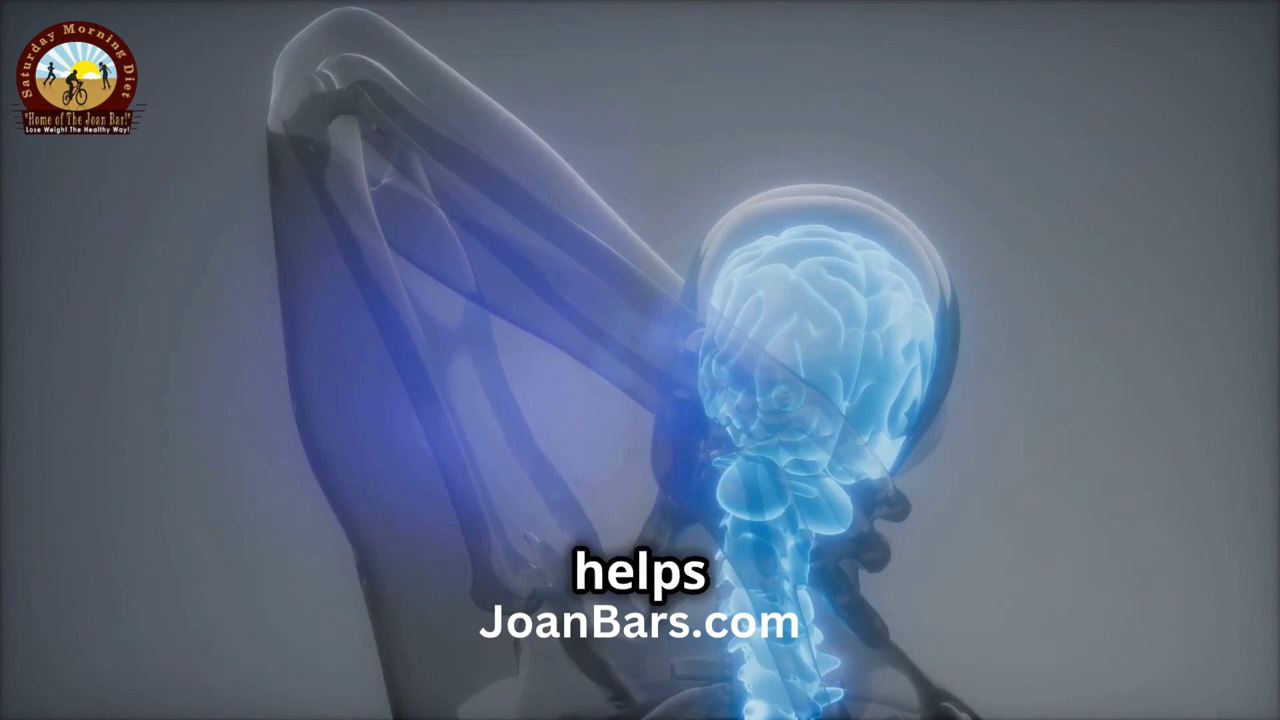 Saturday Morning Diet
"Home of The Joan Bar!"
Lose Weight The Healthy Way!
helps
JoanBars.com